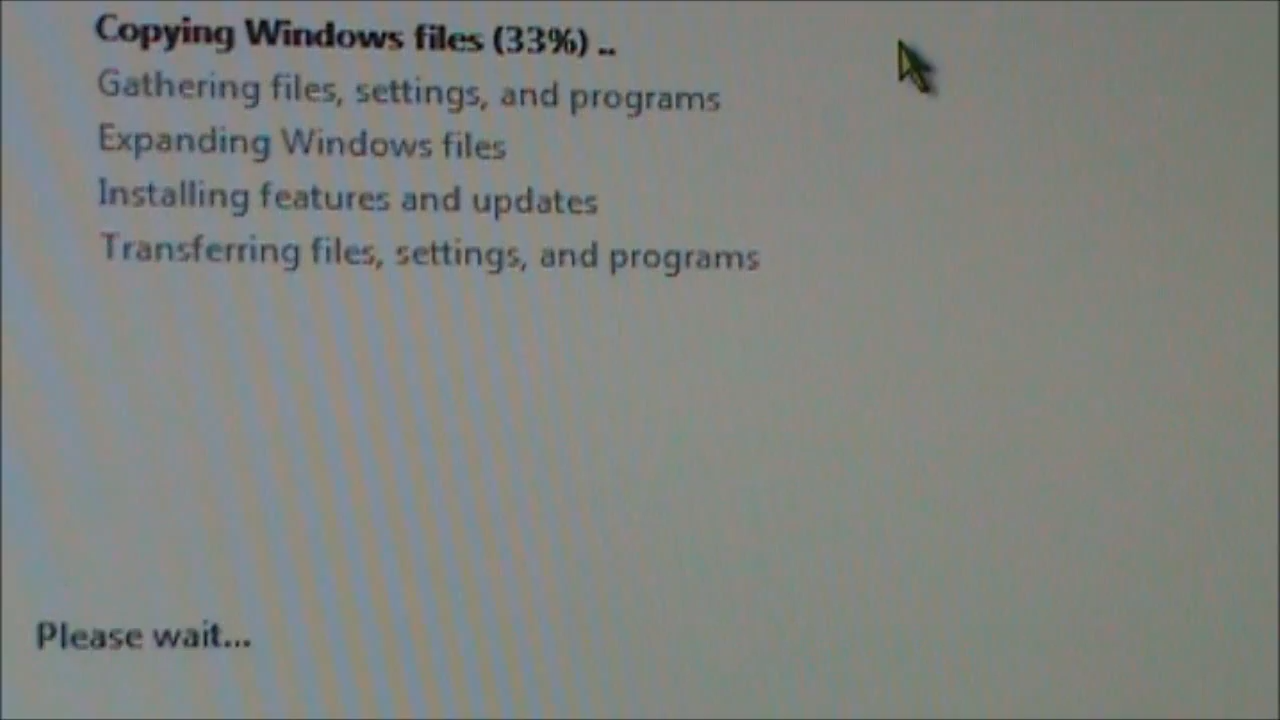 Copying Windows files (33%) ..
Gathering files, settings, and programs
Expanding Windows files
Installing features and updates
Transferring files, settings, and programs
Please wait...